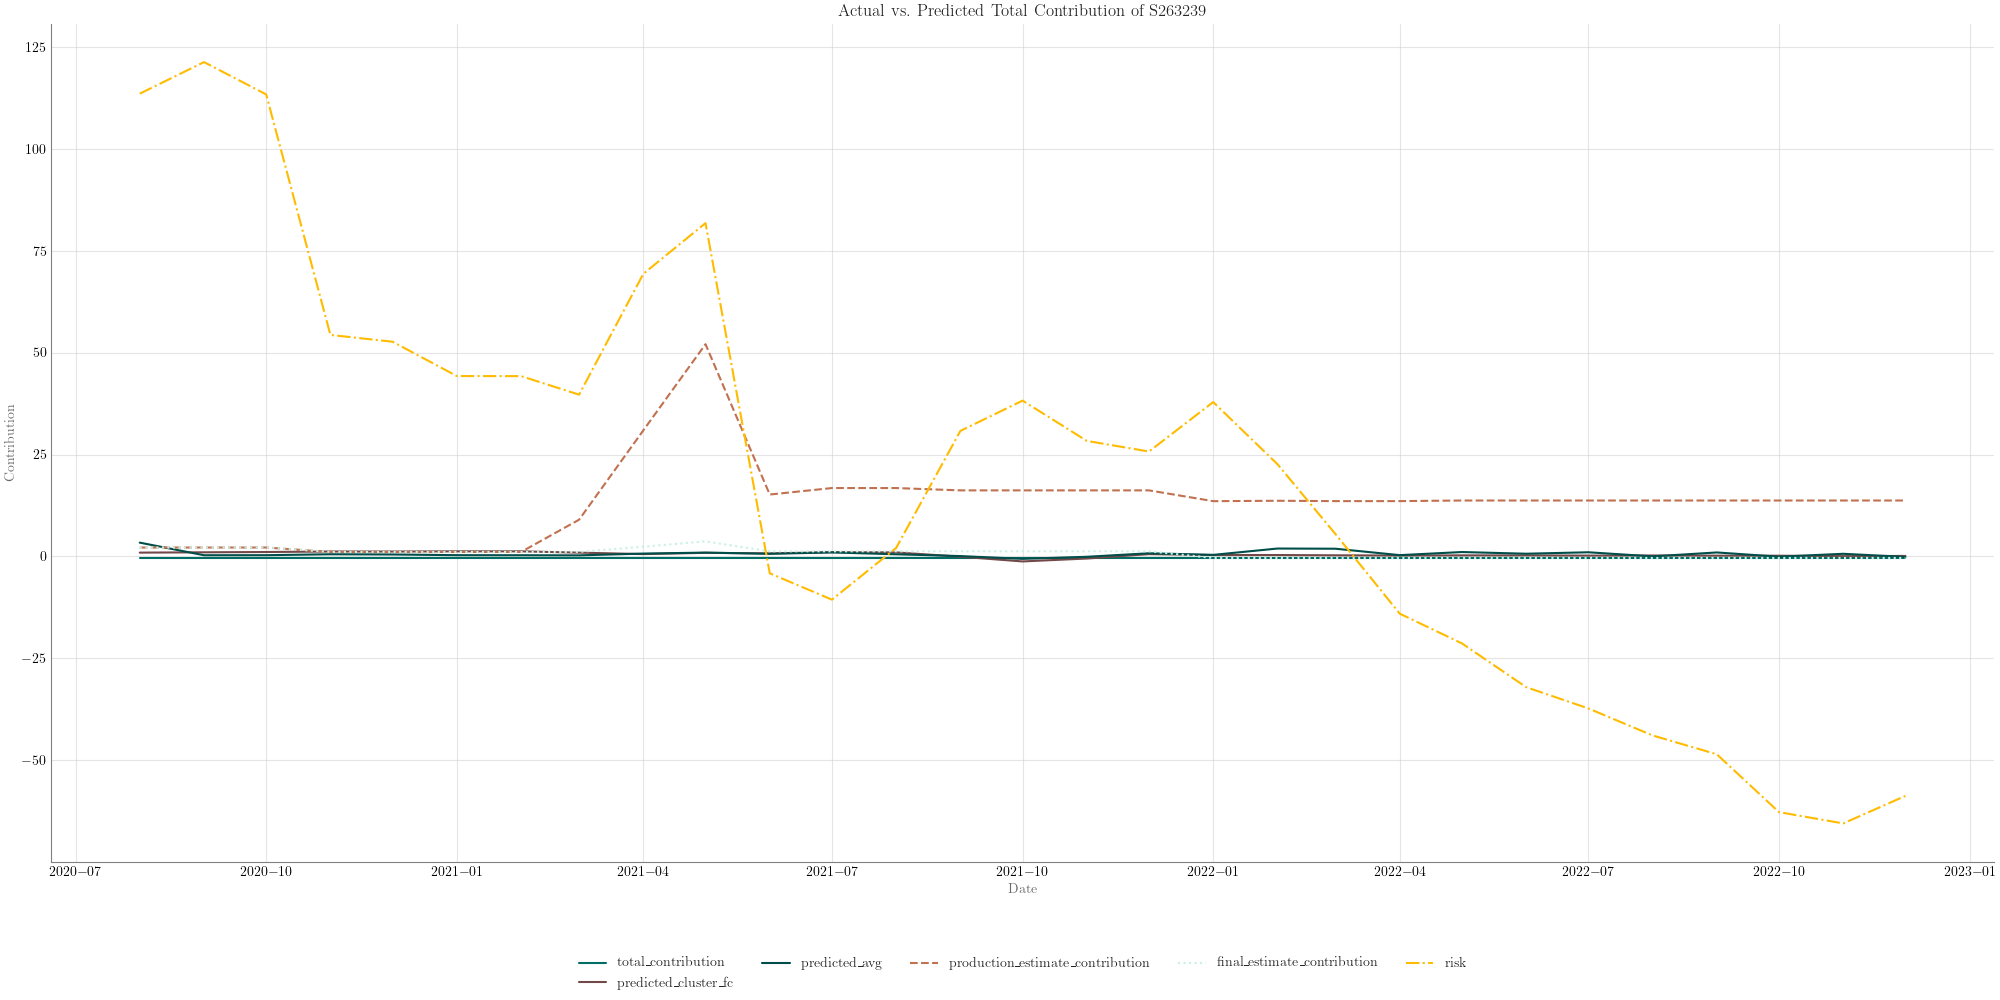 Actual vs. Predicted Total Contribution of S263239
125
100
75
50
25
0
−25
−50
Contribution
2020−07 2020−10 2021−01 2021−04 2021−07 2021−10 2022−01 2022−04 2022−07 2022−10 2023−01
Date
total_contribution predicted_avg production_estimate_contribution final_estimate_contribution risk
predicted_cluster_fc